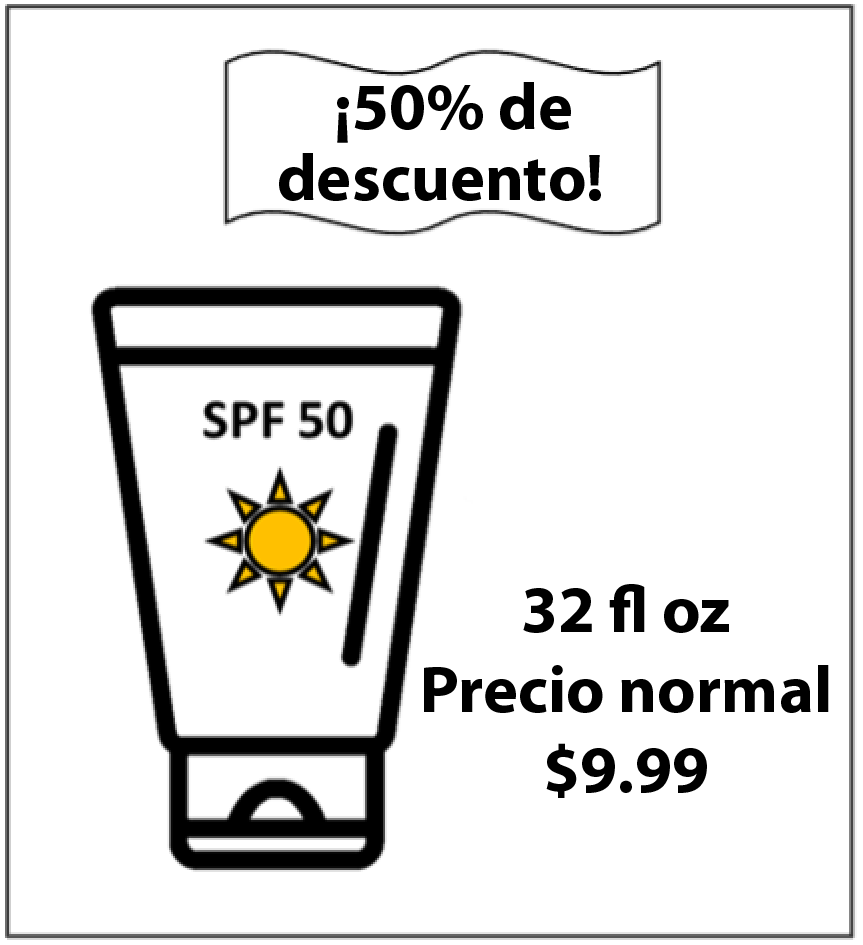 ¡50% de
descuento!
SPF 50
32 fl oz
Precio normal
$9.99